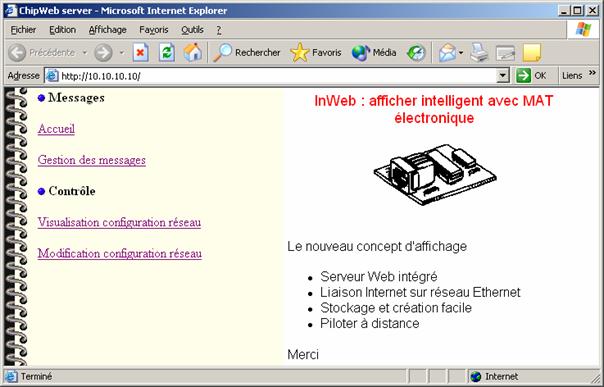 ChipWeb server - Microsoft Internet Explorer
Fichier Edition Affichage Favoris Outils ?
Précédente Rechercher Favoris Média
Adresse http://10.10.10.10/ OK Liens »
Messages
Accueil
Gestion des messages
Contrôle
Visualisation configuration réseau
Modification configuration réseau
InWeb : afficher intelligent avec MAT
électronique
Le nouveau concept d'affichage
Serveur Web intégré
Liaison Internet sur réseau Ethernet
Stockage et création facile
Piloter à distance
Merci
Terminé Internet